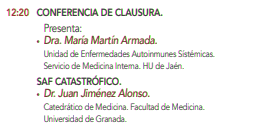 12:20 CONFERENCIA DE CLAUSURA.
Presenta:
• Dra. María Martín Armada.
Unidad de Enfermedades Autoinmunes Sistémicas.
Servicio de Medicina Interna. HU de Jaén.
SAF CATASTRÓFICO.
• Dr. Juan Jiménez Alonso.
Catedrático de Medicina. Facultad de Medicina.
Universidad de Granada.